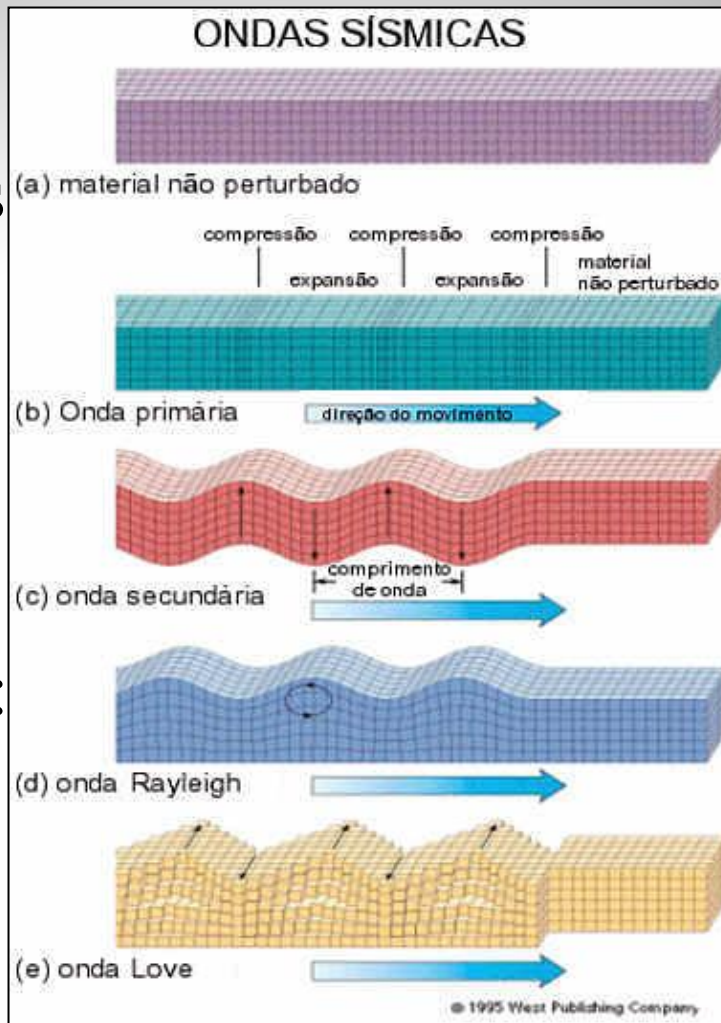 ONDAS SÍSMICAS
(a) material não perturbado
compressão compressão compressão
expansão expansão
material
não perturbado
(b) Onda primária
direção do movimento
comprimento
de onda
(c) onda secundária
(d) onda Rayleigh
(e) onda Love
© 1995 West Publishing Company